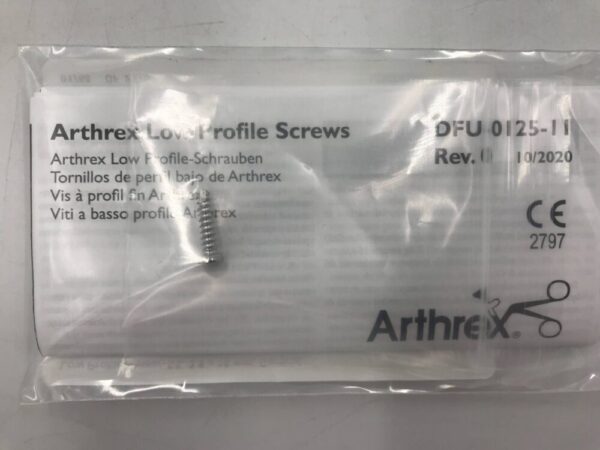 Arthrex Low Profile Screws
Arthrex Low Profile-Schrauben
Tornillos de perfil bajo de Arthrex
Vis à profil fin Arthrex
Viti a basso profilo Arthrex
DFU 0125-11
Rev. 0 10/2020
CE
2797
Arthrex®